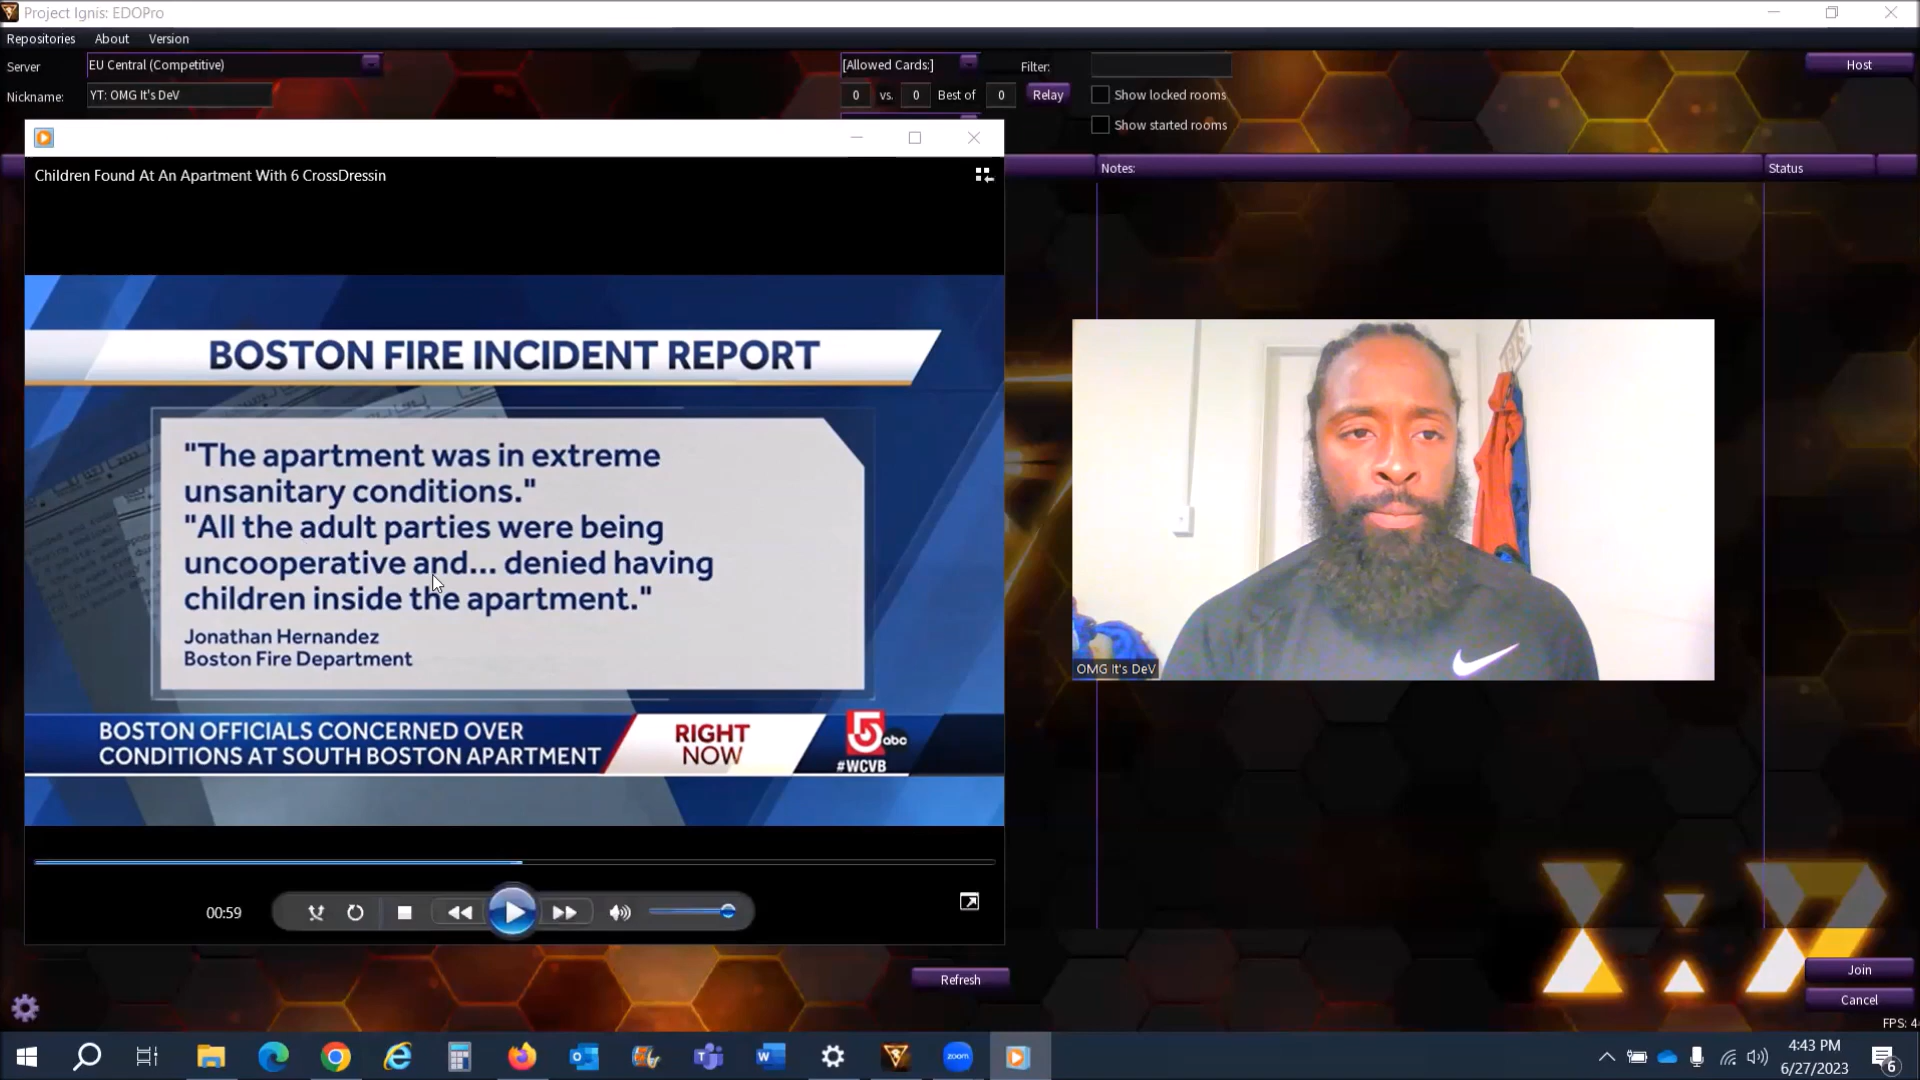 Project Ignis: EDOPro
Repositories About Version
Server EU Central (Competitive) [Allowed Cards:] Filter: Host
Nickname: YT: OMG It's DeV 0 vs. 0 Best of 0 Relay Show locked rooms
Show started rooms
Notes: Status
Children Found At An Apartment With 6 CrossDressin
BOSTON FIRE INCIDENT REPORT
"The apartment was in extreme
unsanitary conditions."
"All the adult parties were being
uncooperative and... denied having
children inside the apartment."
Jonathan Hernandez
Boston Fire Department
BOSTON OFFICIALS CONCERNED OVER
CONDITIONS AT SOUTH BOSTON APARTMENT
RIGHT
NOW
5 abc
#WCVB
OMG It's DeV
00:59
Refresh
Join
Cancel
FPS: 4
zoom
W
4:43 PM
6/27/2023
6